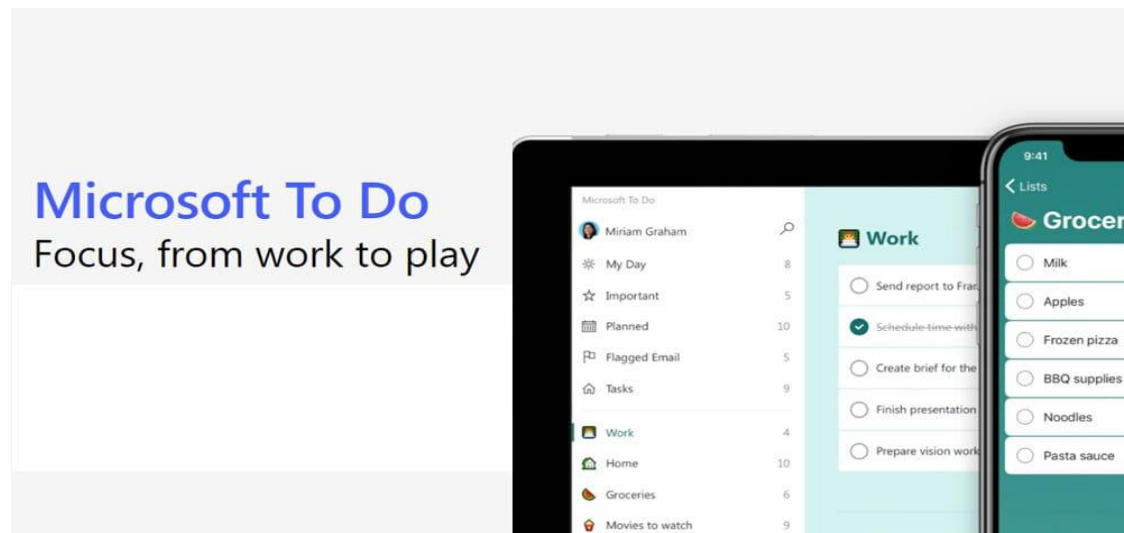 Microsoft To Do
Focus, from work to play
Microsoft To Do
Miriam Graham
My Day 8
Important 5
Planned 10
Flagged Email 5
Tasks 9
Work 4
Home 10
Groceries 6
Movies to watch 9
Work
Send report to
Schedule time with
Create brief for the
Finish presentation
Prepare vision
9:41
Lists
Milk
Apples
Frozen pizza
BBQ supplies
Noodles
Pasta sauce